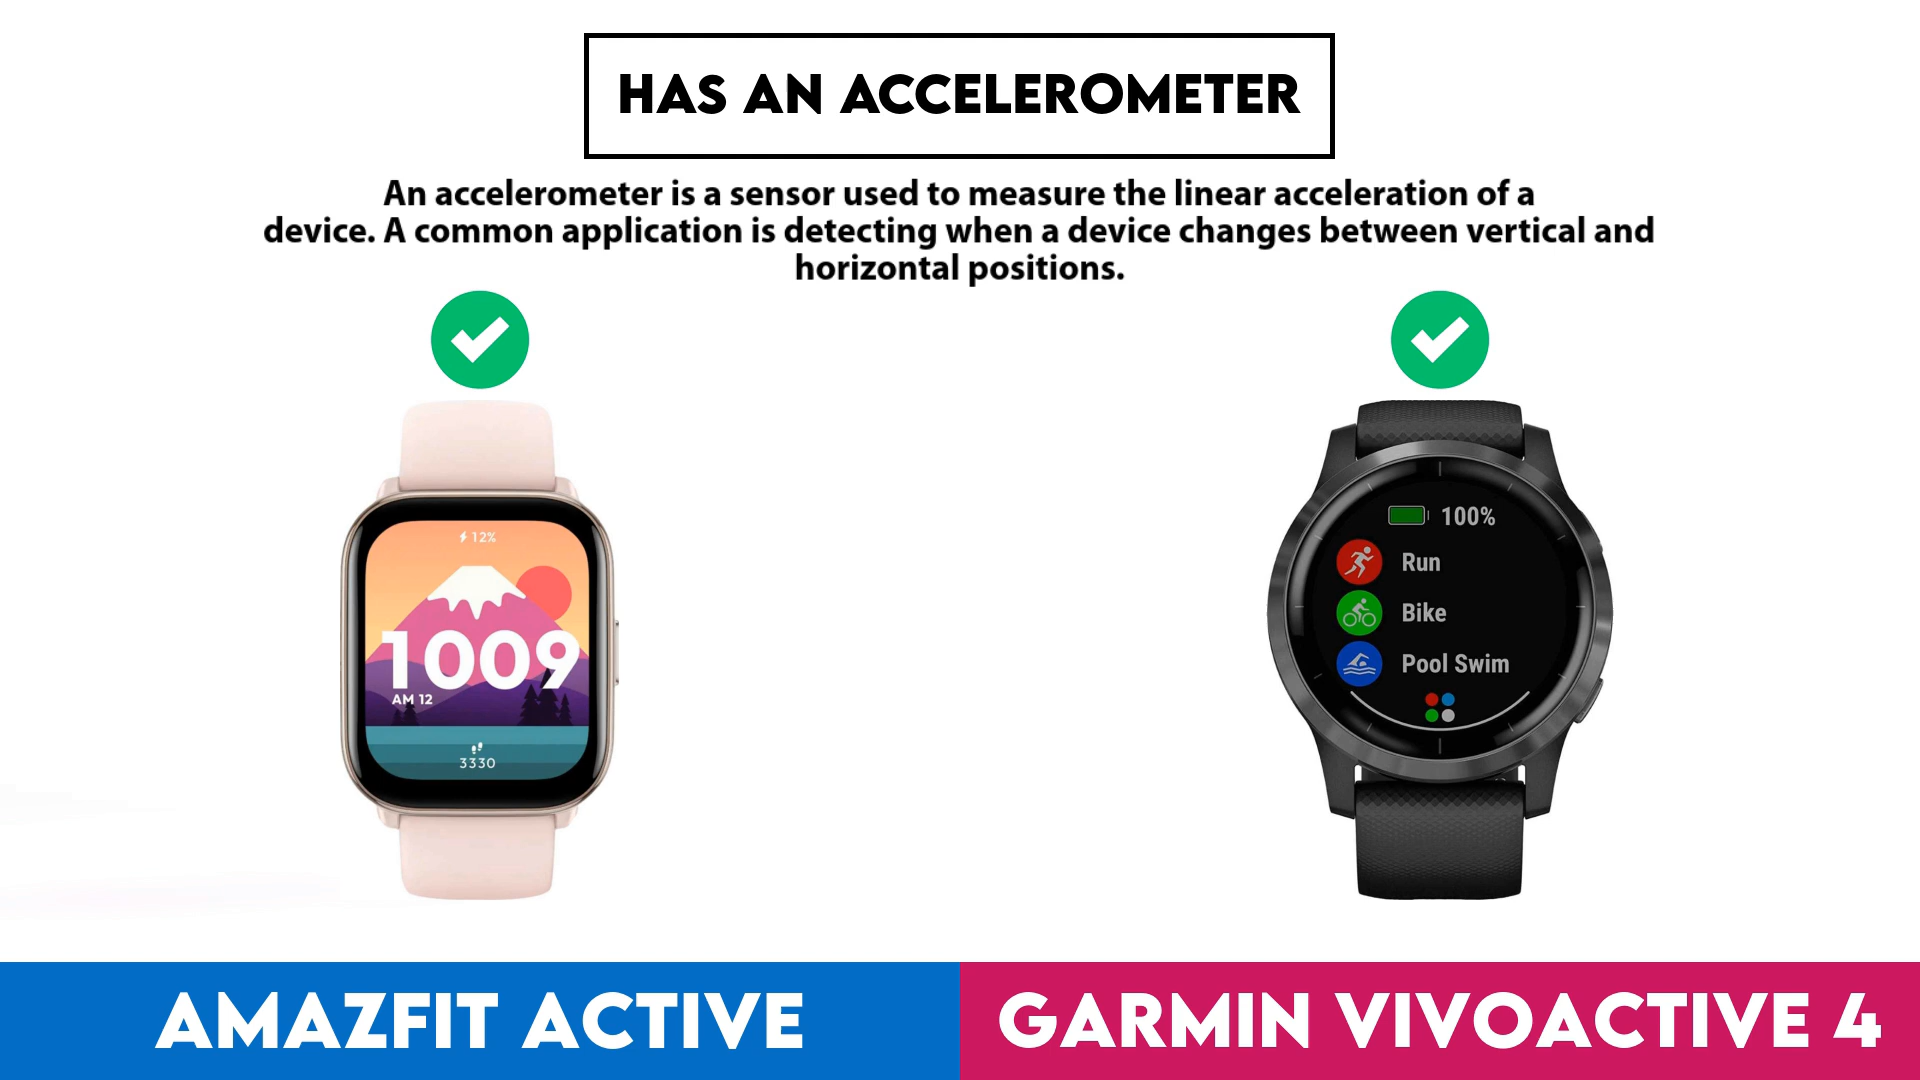 HAS AN ACCELEROMETER
An accelerometer is a sensor used to measure the linear acceleration of a
device. A common application is detecting when a device changes between vertical and
horizontal positions.
12%
1009
AM 12
3330
100%
Run
Bike
Pool Swim
AMAZFIT ACTIVE
GARMIN VIVOACTIVE 4